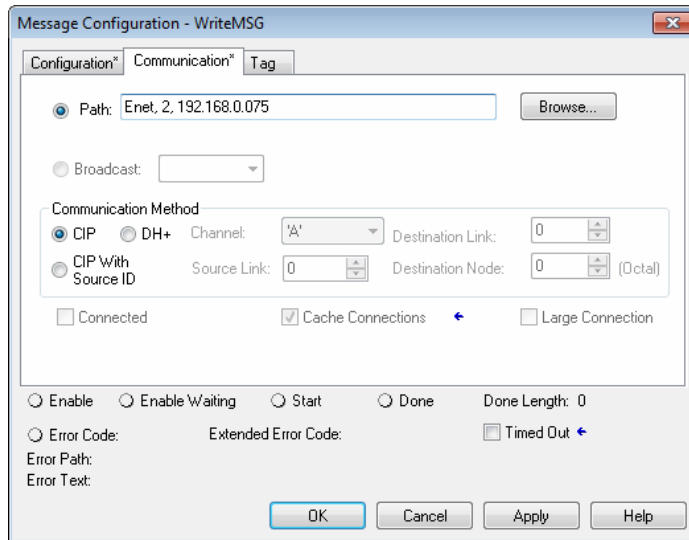 Message Configuration - WriteMSG
Configuration* Communication* Tag
Path: Enet, 2, 192.168.0.075 Browse...
Broadcast:
Communication Method
CIP DH+ Channel: 'A' Destination Link: 0
CIP With Source ID Source Link: 0 Destination Node: 0 (Octal)
Connected Cache Connections Large Connection
Enable Enable Waiting Start Done Done Length: 0
Error Code: Extended Error Code: Timed Out
Error Path:
Error Text:
OK Cancel Apply Help